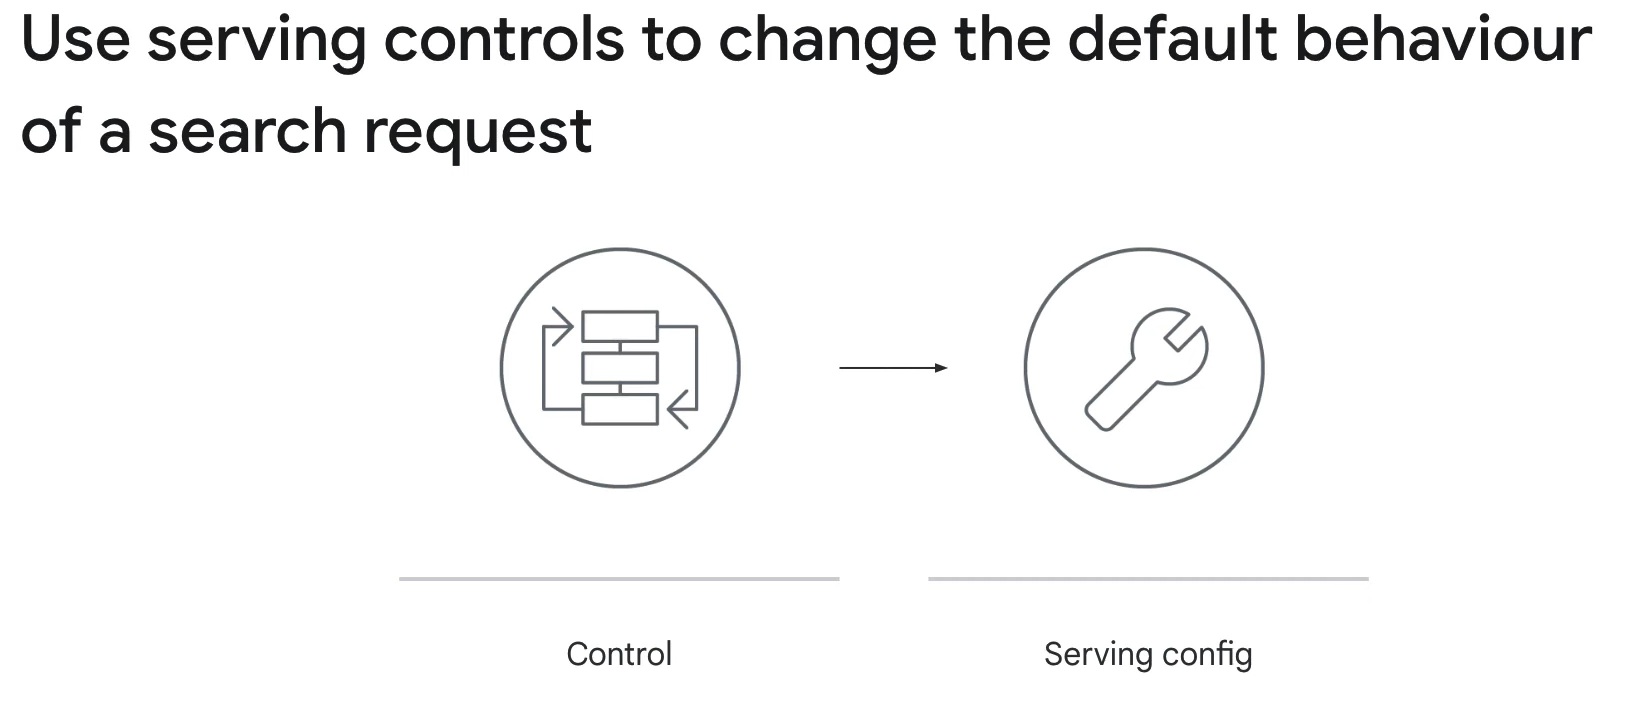 Use serving controls to change the default behaviour
of a search request
Control
Serving config